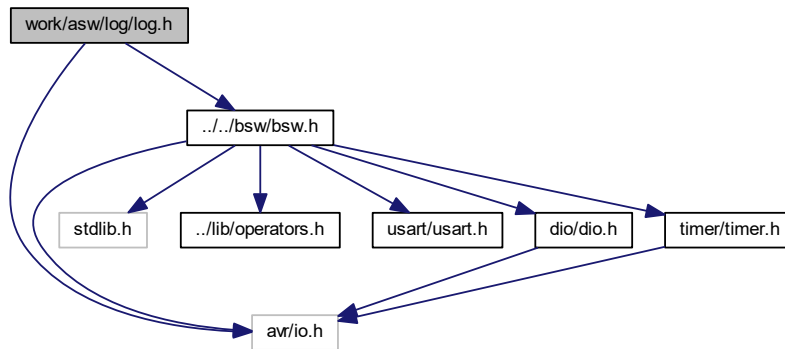 work/asw/log/log.h
../../bsw/bsw.h
stdlib.h
../lib/operators.h
usart/usart.h
dio/dio.h
timer/timer.h
avr/io.h